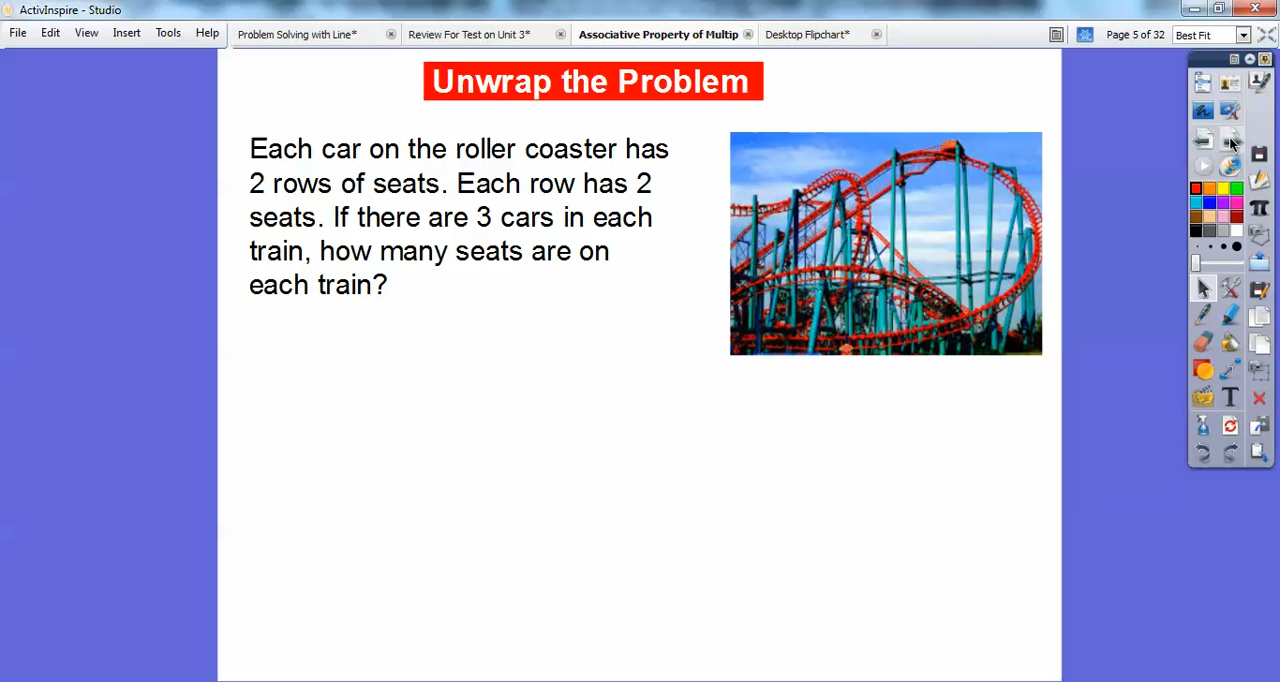 ActivInspire - Studio
File Edit View Insert Tools Help
Problem Solving with Line* Review For Test on Unit 3* Associative Property of Multip Desktop Flipchart*
Page 5 of 32 Best Fit
Unwrap the Problem
Each car on the roller coaster has
2 rows of seats. Each row has 2
seats. If there are 3 cars in each
train, how many seats are on
each train?